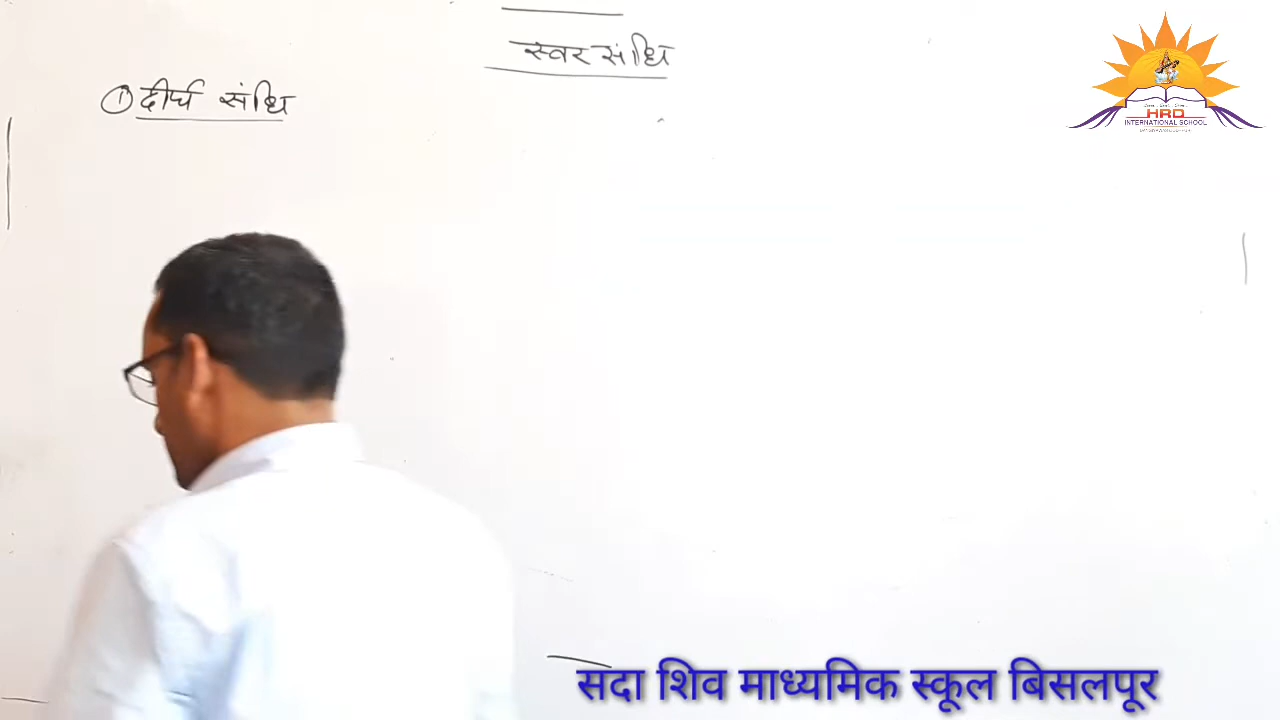 स्वर संधि
① दीर्घ संधि
HRD
INTERNATIONAL SCHOOL
सदा शिव माध्यमिक स्कूल बिसलपूर